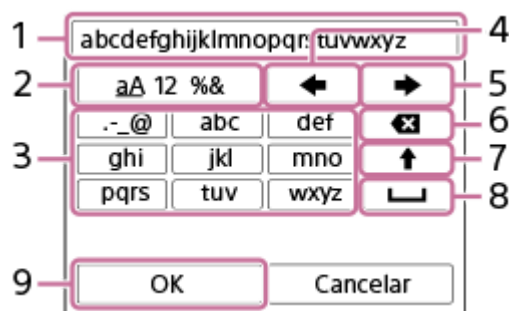 1 abcdefghijklmnopqrstuvwxyz 4
2 aA 12 %& 5
.-_@ abc def 6
3 ghi jkl mno 7
pqrs tuv wxyz 8
9 OK Cancelar